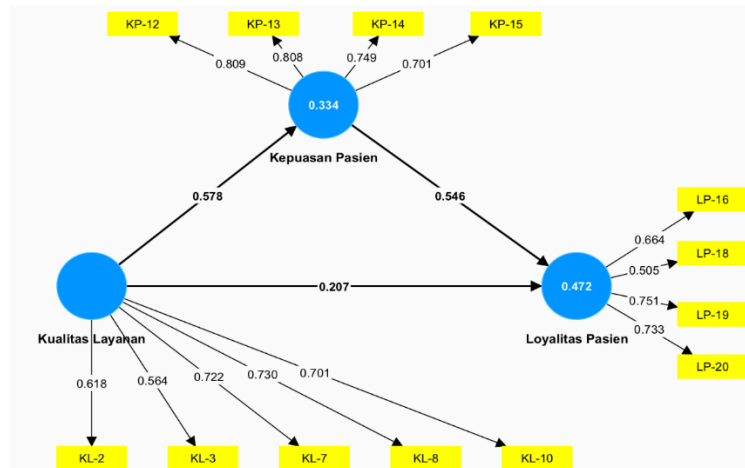 KP-12
KP-13
KP-14
KP-15
0.809
0.808
0.749
0.701
0.334
Kepuasan Pasien
0.578
0.546
LP-16
0.664
LP-18
0.505
0.207
0.472
0.751
LP-19
Kualitas Layanan
Loyalitas Pasien
0.733
LP-20
0.618
0.564
0.722
0.730
0.701
KL-2
KL-3
KL-7
KL-8
KL-10